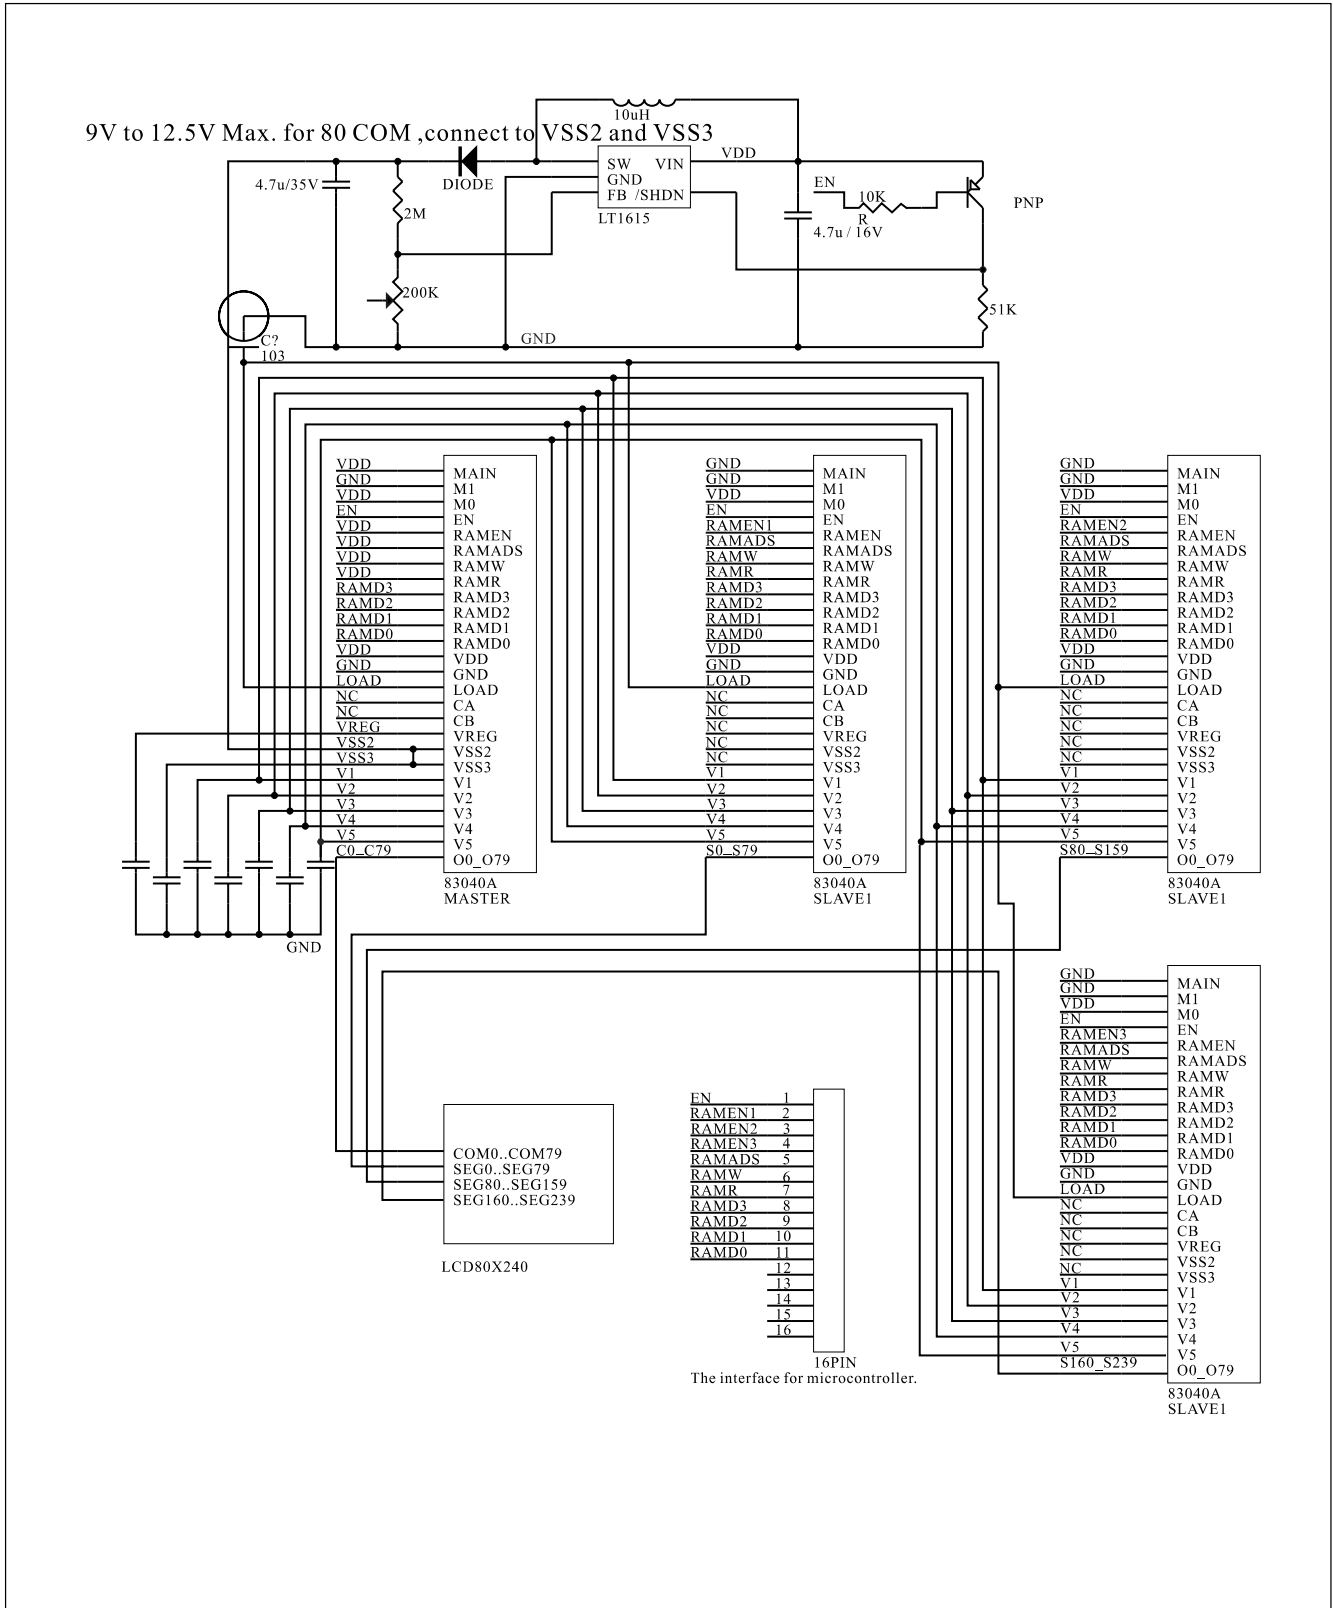 10uH
9V to 12.5V Max. for 80 COM ,connect to VSS2 and VSS3
SW VIN
GND
FB /SHDN
LT1615
VDD
DIODE
4.7u/35V
2M
200K
EN
10K
R
4.7u / 16V
PNP
51K
GND
C?
103
VDD MAIN
GND M1
VDD M0
EN EN
VDD RAMEN
VDD RAMADS
VDD RAMW
VDD RAMR
RAMD3 RAMD3
RAMD2 RAMD2
RAMD1 RAMD1
RAMD0 RAMD0
VDD VDD
GND GND
LOAD LOAD
NC CA
NC CB
VREG VREG
VSS2 VSS2
VSS3 VSS3
V1 V1
V2 V2
V3 V3
V4 V4
V5 V5
C0_C79 O0_O79
83040A
MASTER
GND
GND MAIN
GND M1
VDD M0
EN EN
RAMEN1 RAMEN
RAMADS RAMADS
RAMW RAMW
RAMR RAMR
RAMD3 RAMD3
RAMD2 RAMD2
RAMD1 RAMD1
RAMD0 RAMD0
VDD VDD
GND GND
LOAD LOAD
NC CA
NC CB
NC VREG
NC VSS2
NC VSS3
V1 V1
V2 V2
V3 V3
V4 V4
V5 V5
S0_S79 O0_O79
83040A
SLAVE1
GND MAIN
GND M1
VDD M0
EN EN
RAMEN2 RAMEN
RAMADS RAMADS
RAMW RAMW
RAMR RAMR
RAMD3 RAMD3
RAMD2 RAMD2
RAMD1 RAMD1
RAMD0 RAMD0
VDD VDD
GND GND
LOAD LOAD
NC CA
NC CB
NC VREG
NC VSS2
NC VSS3
V1 V1
V2 V2
V3 V3
V4 V4
V5 V5
S80_S159 O0_O79
83040A
SLAVE1
GND MAIN
GND M1
VDD M0
EN EN
RAMEN3 RAMEN
RAMADS RAMADS
RAMW RAMW
RAMR RAMR
RAMD3 RAMD3
RAMD2 RAMD2
RAMD1 RAMD1
RAMD0 RAMD0
VDD VDD
GND GND
LOAD LOAD
NC CA
NC CB
NC VREG
NC VSS2
NC VSS3
V1 V1
V2 V2
V3 V3
V4 V4
V5 V5
S160_S239 O0_O79
83040A
SLAVE1
COM0..COM79
SEG0..SEG79
SEG80..SEG159
SEG160..SEG239
LCD80X240
EN 1
RAMEN1 2
RAMEN2 3
RAMEN3 4
RAMADS 5
RAMW 6
RAMR 7
RAMD3 8
RAMD2 9
RAMD1 10
RAMD0 11
12
13
14
15
16
16PIN
The interface for microcontroller.